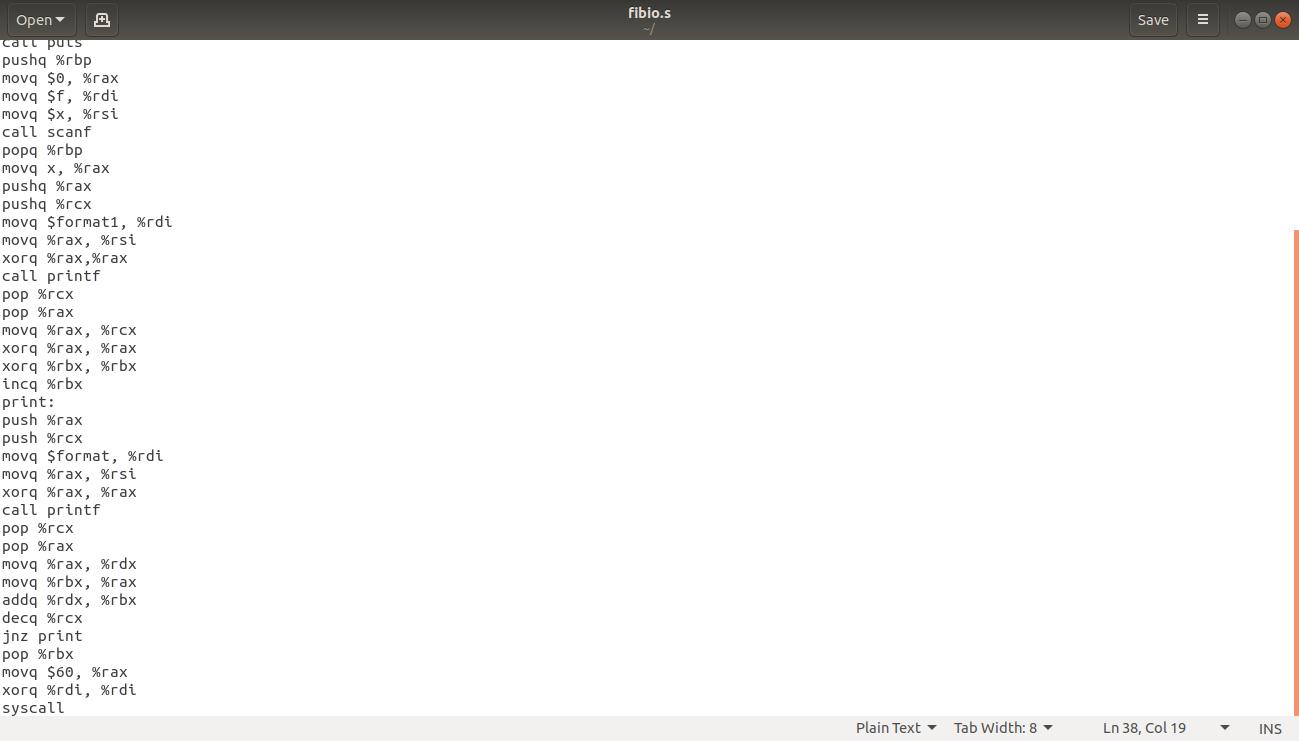 Open
fibio.s
~/
Save
call puts
pushq %rbp
movq $0, %rax
movq $f, %rdi
movq $x, %rsi
call scanf
popq %rbp
movq x, %rax
pushq %rax
pushq %rcx
movq $format1, %rdi
movq %rax, %rsi
xorq %rax,%rax
call printf
pop %rcx
pop %rax
movq %rax, %rcx
xorq %rax, %rax
xorq %rbx, %rbx
incq %rbx
print:
push %rax
push %rcx
movq $format, %rdi
movq %rax, %rsi
xorq %rax, %rax
call printf
pop %rcx
pop %rax
movq %rax, %rdx
movq %rbx, %rax
addq %rdx, %rbx
decq %rcx
jnz print
pop %rbx
movq $60, %rax
xorq %rdi, %rdi
syscall
Plain Text Tab Width: 8 Ln 38, Col 19 INS